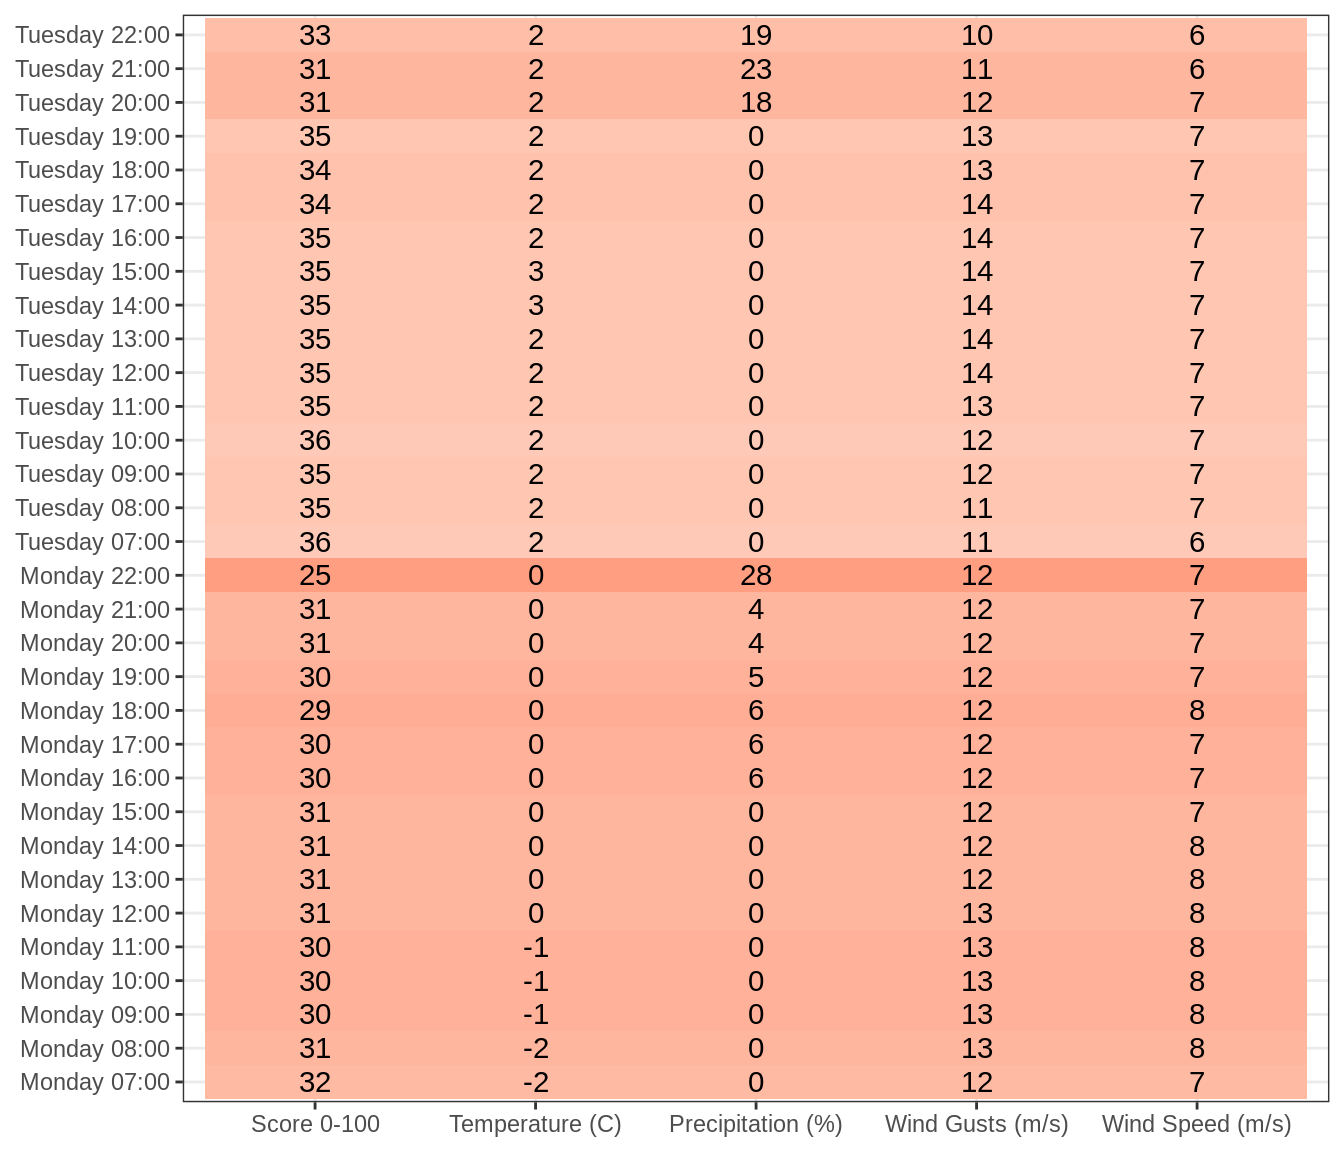 Tuesday 22:00 33 2 19 10 6
Tuesday 21:00 31 2 23 11 6
Tuesday 20:00 31 2 18 12 7
Tuesday 19:00 35 2 0 13 7
Tuesday 18:00 34 2 0 13 7
Tuesday 17:00 34 2 0 14 7
Tuesday 16:00 35 2 0 14 7
Tuesday 15:00 35 3 0 14 7
Tuesday 14:00 35 3 0 14 7
Tuesday 13:00 35 2 0 14 7
Tuesday 12:00 35 2 0 14 7
Tuesday 11:00 35 2 0 13 7
Tuesday 10:00 36 2 0 12 7
Tuesday 09:00 35 2 0 12 7
Tuesday 08:00 35 2 0 11 7
Tuesday 07:00 36 2 0 11 6
Monday 22:00 25 0 28 12 7
Monday 21:00 31 0 4 12 7
Monday 20:00 31 0 4 12 7
Monday 19:00 30 0 5 12 7
Monday 18:00 29 0 6 12 8
Monday 17:00 30 0 6 12 7
Monday 16:00 30 0 6 12 7
Monday 15:00 31 0 0 12 7
Monday 14:00 31 0 0 12 8
Monday 13:00 31 0 0 12 8
Monday 12:00 31 0 0 13 8
Monday 11:00 30 -1 0 13 8
Monday 10:00 30 -1 0 13 8
Monday 09:00 30 -1 0 13 8
Monday 08:00 31 -2 0 13 8
Monday 07:00 32 -2 0 12 7
Score 0-100 Temperature (C) Precipitation (%) Wind Gusts (m/s) Wind Speed (m/s)